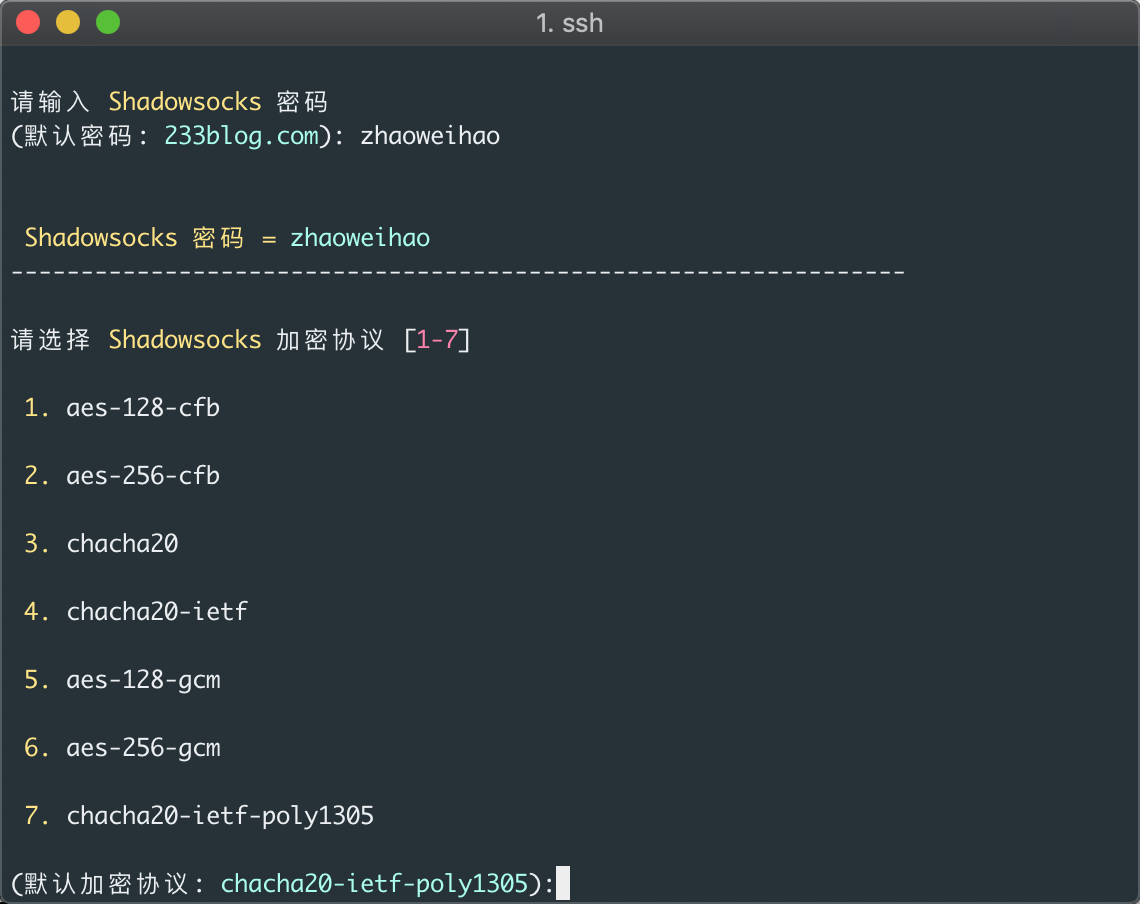 1. ssh
请输入 Shadowsocks 密码
(默认密码: 233blog.com): zhaoweihao
Shadowsocks 密码 = zhaoweihao
----------------------------------------------------------------
请选择 Shadowsocks 加密协议 [1-7]
1. aes-128-cfb
2. aes-256-cfb
3. chacha20
4. chacha20-ietf
5. aes-128-gcm
6. aes-256-gcm
7. chacha20-ietf-poly1305
(默认加密协议: chacha20-ietf-poly1305):